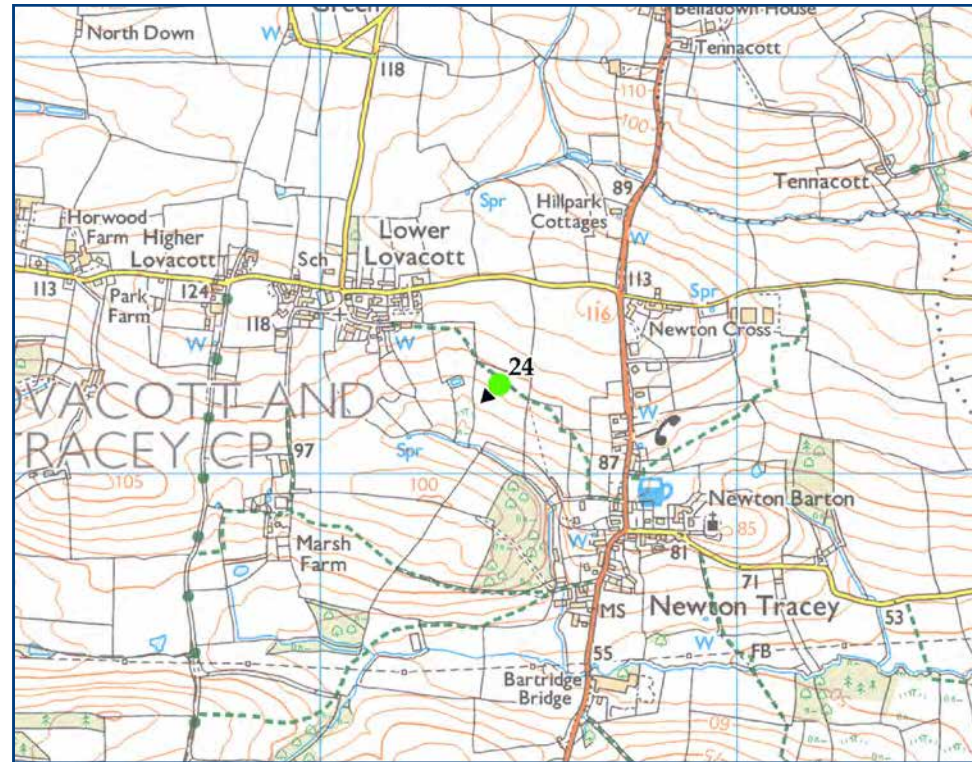 Green
Belladown House
North Down
W
Tennacott
118
110
100
Tennacott
89
Spr
Hillpark
Cottages
Horwood
Farm
Higher
Lovacott
Lower
Lovacott
Sch
W
113
113
Park
Farm
124
118
116
Spr
Newton Cross
W
W
24
OVACOTT AND
TRACEY CP
W
97
Spr
87
105
100
Newton Barton
85
W
81
Marsh
Farm
71
MS
Newton Tracey
53
W
55
FB
Bartridge
Bridge
60